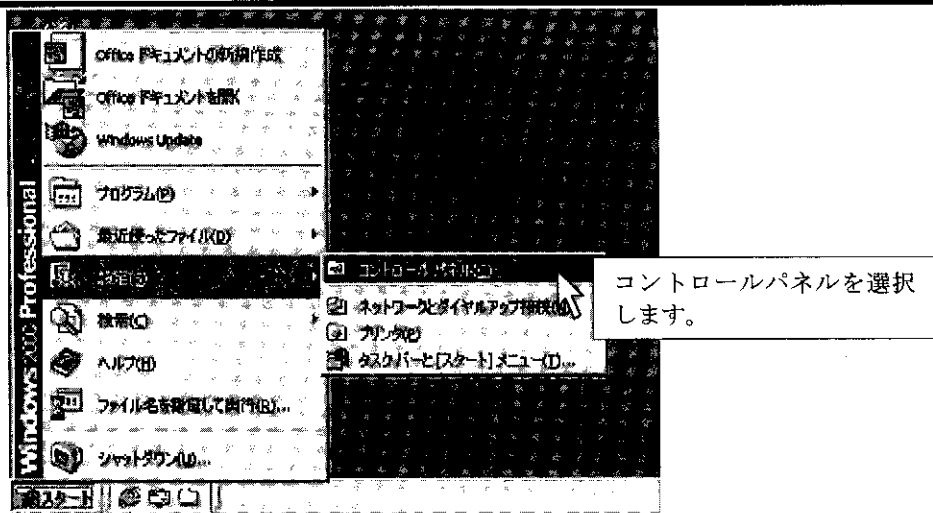 Office ドキュメントの新規作成
Office ドキュメントを開く
Windows Update
プログラム(P)
最近使ったファイル(D)
設定(S)
検索(C)
ヘルプ(H)
ファイル名を指定して実行(R)...
シャットダウン(U)...
Windows 2000 Professional
コントロール パネル(C)
ネットワークとダイヤルアップ接続(N)
プリンタ(P)
タスク バーと [スタート] メニュー(T)...
コントロールパネルを選択
します。
スタート